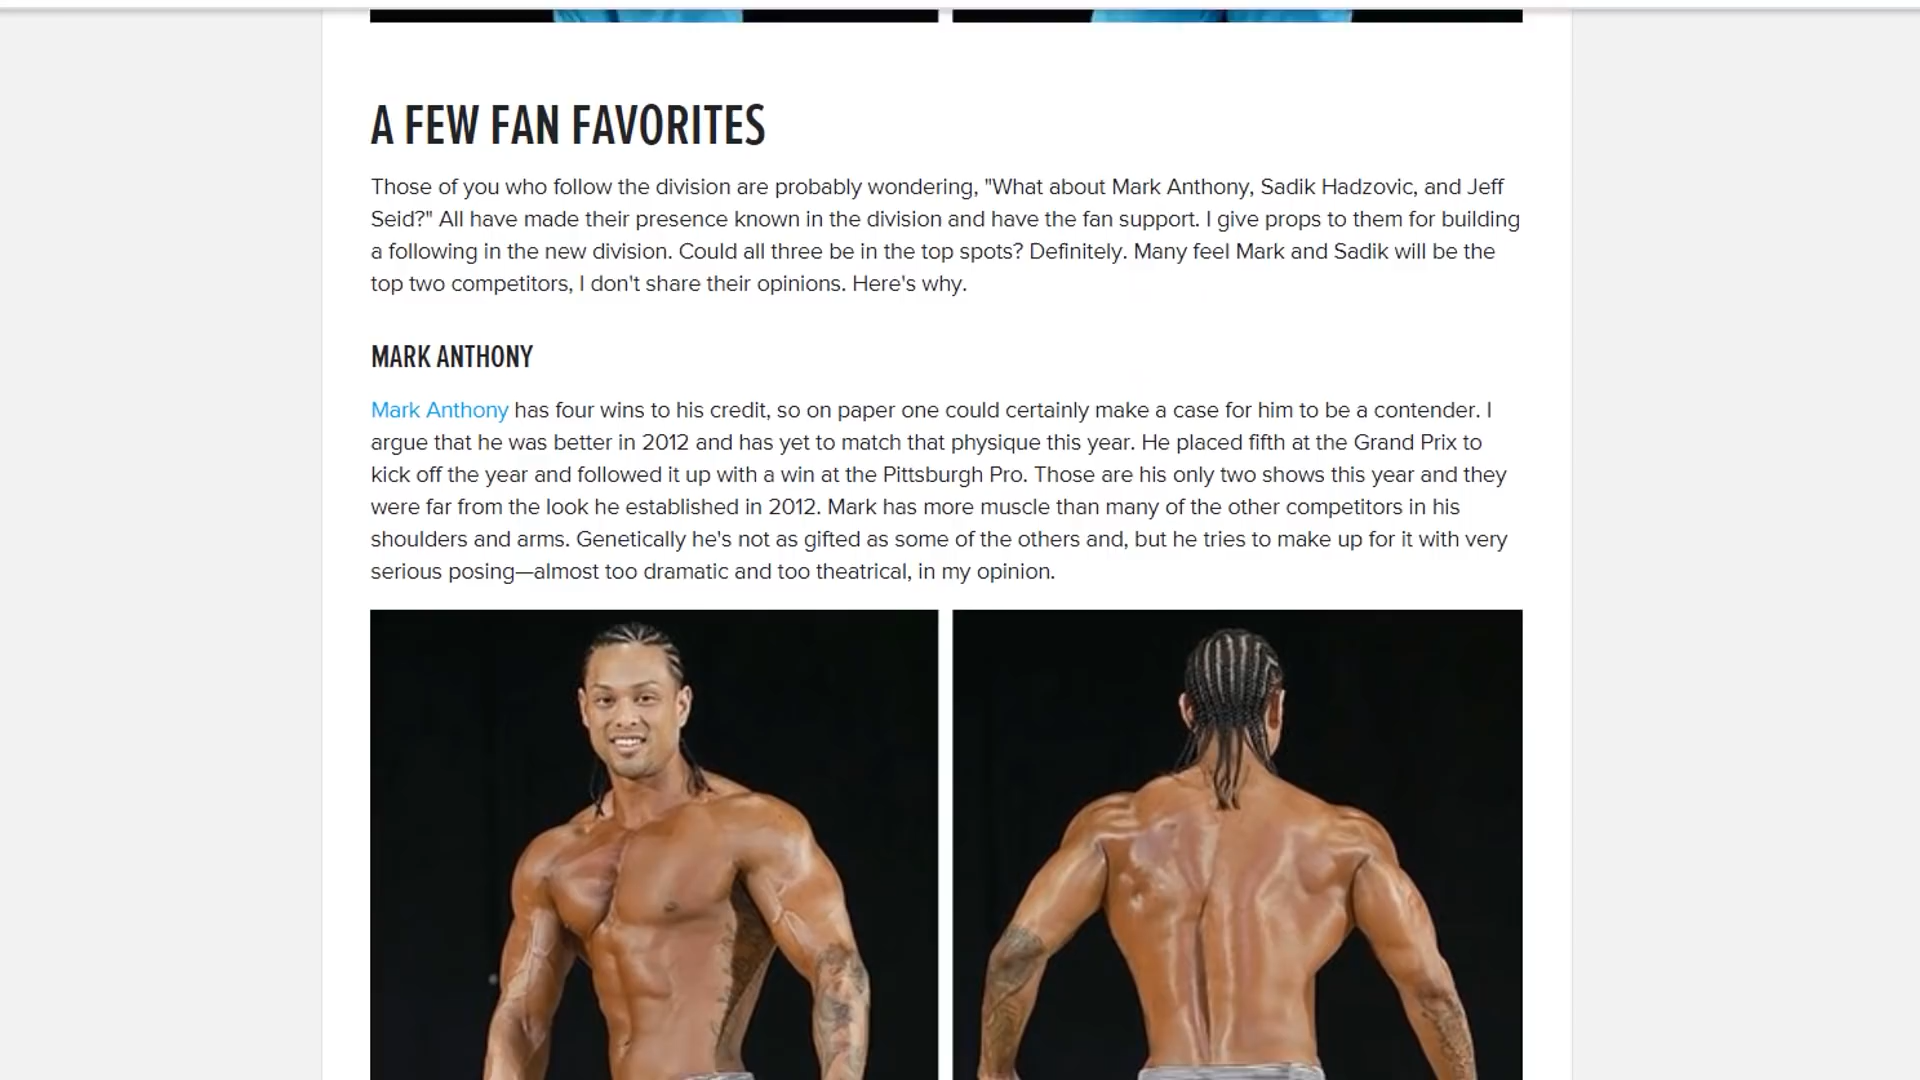 A FEW FAN FAVORITES
Those of you who follow the division are probably wondering, "What about Mark Anthony, Sadik Hadzovic, and Jeff
Seid?" All have made their presence known in the division and have the fan support. I give props to them for building
a following in the new division. Could all three be in the top spots? Definitely. Many feel Mark and Sadik will be the
top two competitors, I don't share their opinions. Here's why.
MARK ANTHONY
Mark Anthony has four wins to his credit, so on paper one could certainly make a case for him to be a contender. I
argue that he was better in 2012 and has yet to match that physique this year. He placed fifth at the Grand Prix to
kick off the year and followed it up with a win at the Pittsburgh Pro. Those are his only two shows this year and they
were far from the look he established in 2012. Mark has more muscle than many of the other competitors in his
shoulders and arms. Genetically he's not as gifted as some of the others and, but he tries to make up for it with very
serious posing—almost too dramatic and too theatrical, in my opinion.